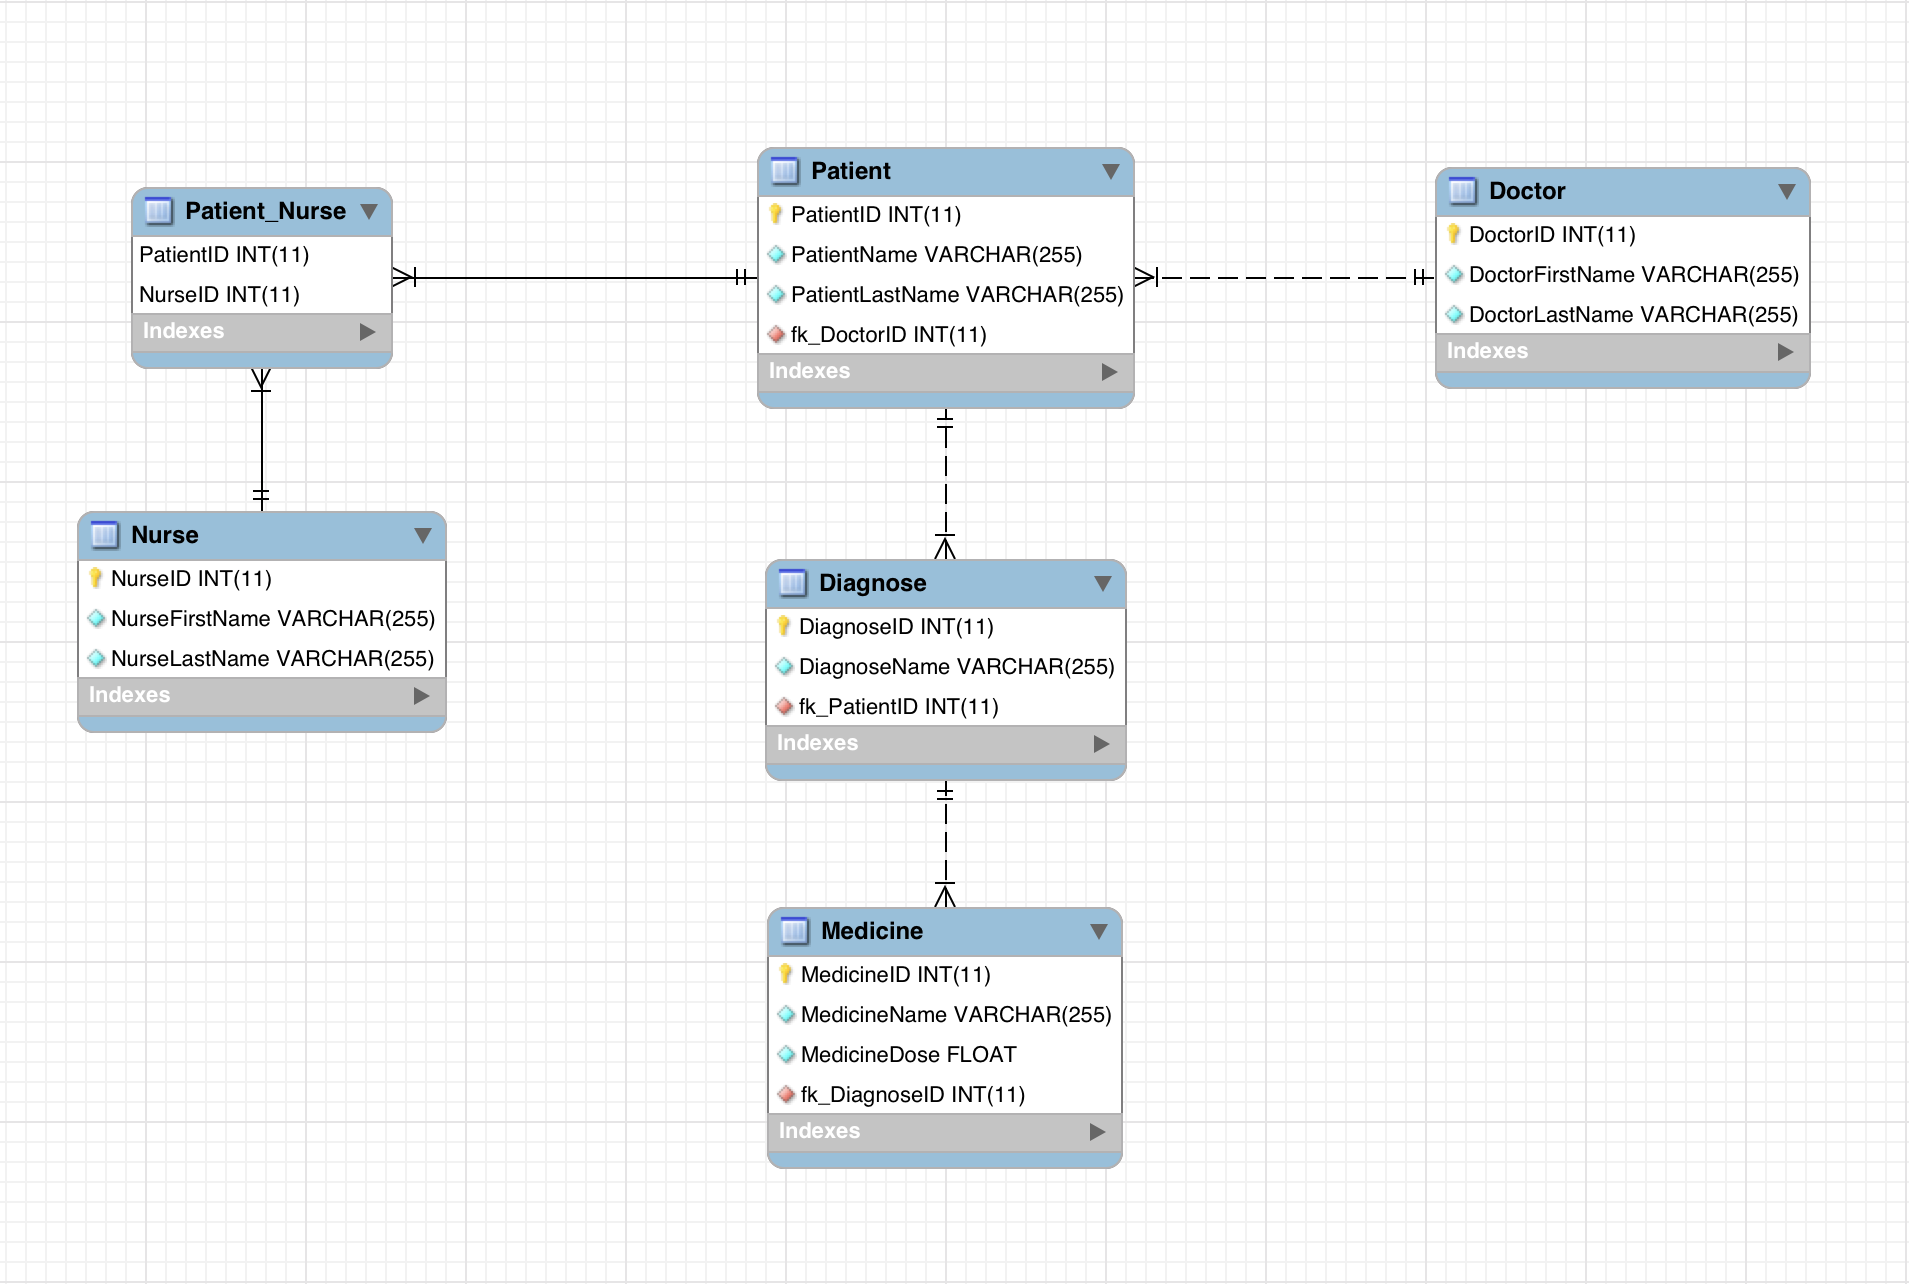 Patient_Nurse
PatientID INT(11)
NurseID INT(11)
Indexes
Patient
PatientID INT(11)
PatientName VARCHAR(255)
PatientLastName VARCHAR(255)
fk_DoctorID INT(11)
Indexes
Doctor
DoctorID INT(11)
DoctorFirstName VARCHAR(255)
DoctorLastName VARCHAR(255)
Indexes
Nurse
NurseID INT(11)
NurseFirstName VARCHAR(255)
NurseLastName VARCHAR(255)
Indexes
Diagnose
DiagnoseID INT(11)
DiagnoseName VARCHAR(255)
fk_PatientID INT(11)
Indexes
Medicine
MedicineID INT(11)
MedicineName VARCHAR(255)
MedicineDose FLOAT
fk_DiagnoseID INT(11)
Indexes